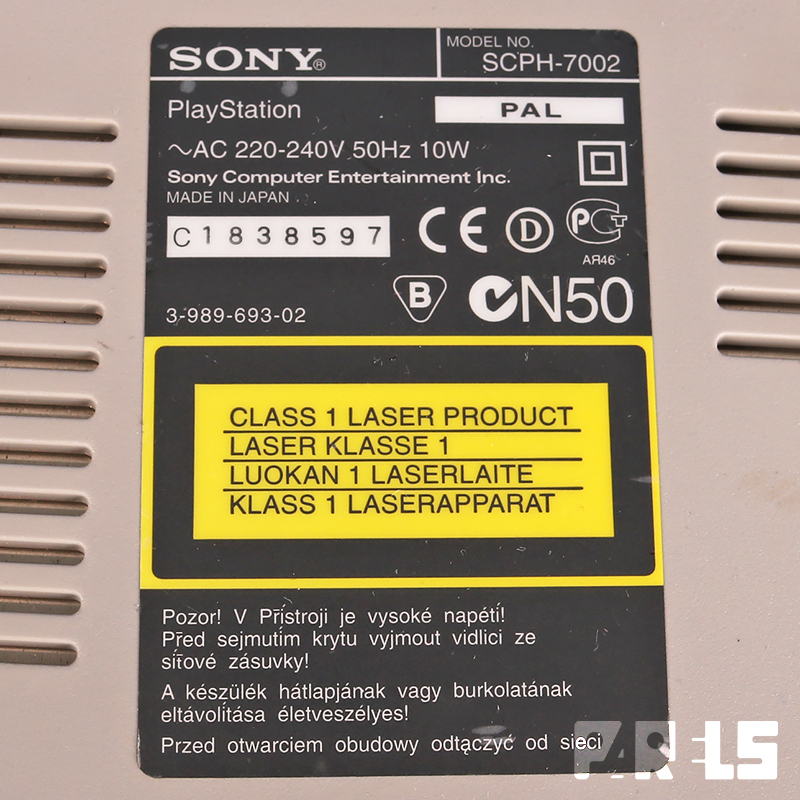 SONY®
MODEL NO.
SCPH-7002
PlayStation
PAL
~AC 220-240V 50Hz 10W
Sony Computer Entertainment Inc.
MADE IN JAPAN
C1838597
CE
D
РСТ
АЯ46
3-989-693-02
B
N50
CLASS 1 LASER PRODUCT
LASER KLASSE 1
LUOKAN 1 LASERLAITE
KLASS 1 LASERAPPARAT
Pozor! V Přístroji je vysoké napětí!
Před sejmutím krytu vyjmout vidlici ze
síťové zásuvky!
A készülék hátlapjának vagy burkolatának
eltávolítása életveszélyes!
Przed otwarciem obudowy odtączyć od sieci